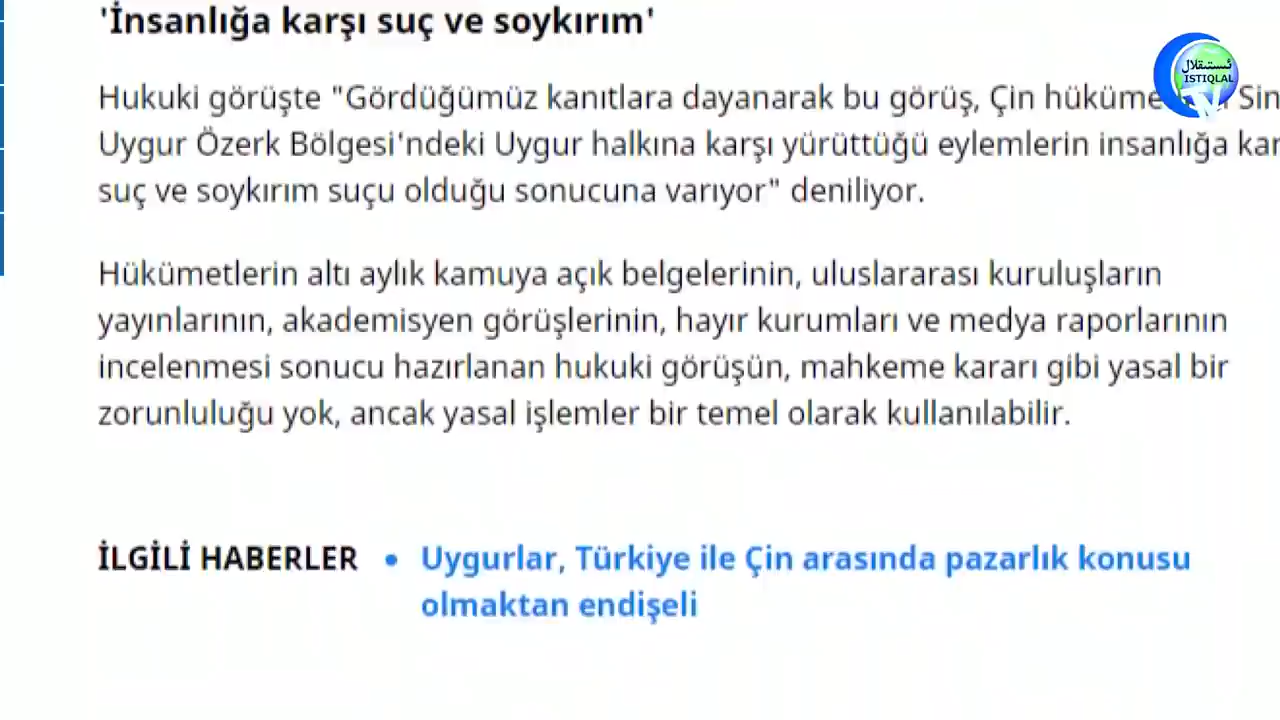 'İnsanlığa karşı suç ve soykırım'
Hukuki görüşte "Gördüğümüz kanıtlara dayanarak bu görüş, Çin hüküme Sin
Uygur Özerk Bölgesi'ndeki Uygur halkına karşı yürüttüğü eylemlerin insanlığa kar
suç ve soykırım suçu olduğu sonucuna varıyor" deniliyor.
Hükümetlerin altı aylık kamuya açık belgelerinin, uluslararası kuruluşların
yayınlarının, akademisyen görüşlerinin, hayır kurumları ve medya raporlarının
incelenmesi sonucu hazırlanan hukuki görüşün, mahkeme kararı gibi yasal bir
zorunluluğu yok, ancak yasal işlemler bir temel olarak kullanılabilir.
İLGİLİ HABERLER • Uygurlar, Türkiye ile Çin arasında pazarlık konusu
olmaktan endişeli
ئىستىقلال
ISTIQLAL